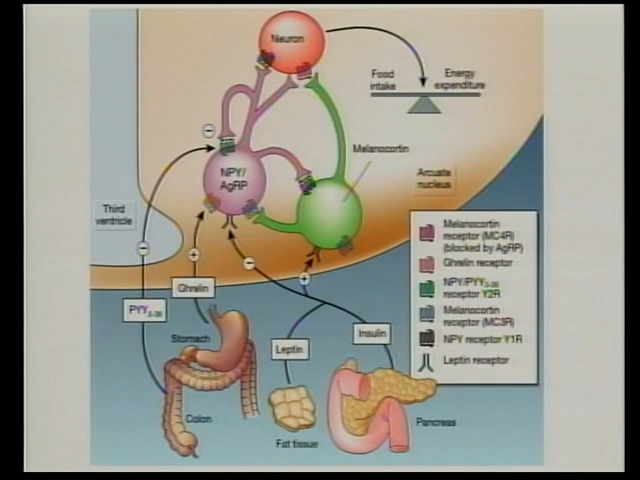 Neuron
Food
intake
Energy
expenditure
−
Melanocortin
NPY/
AgRP
Arcuate
nucleus
Third
ventricle
−
+
−
+
Ghrelin
PYY3-36
Stomach
Leptin
Insulin
Colon
Fat tissue
Pancreas
Melanocortin
receptor (MC4R)
(blocked by AgRP)
Ghrelin receptor
NPY/PYY3-36
receptor Y2R
Melanocortin
receptor (MC3R)
NPY receptor Y1R
Leptin receptor